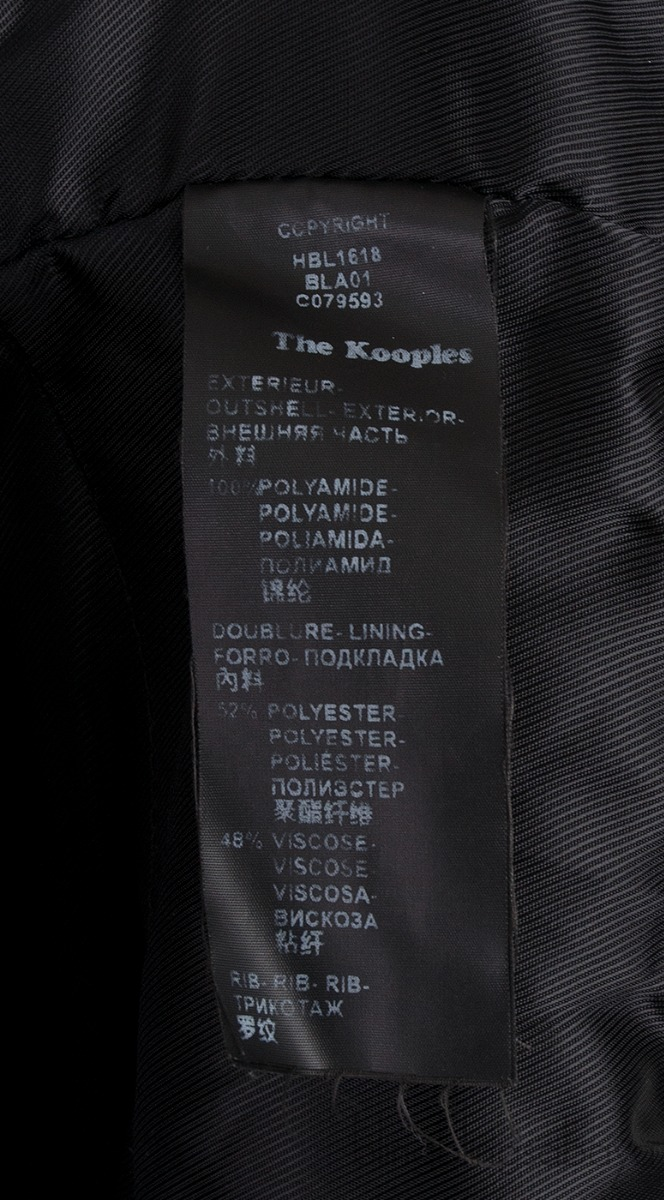 COPYRIGHT
HBL1618
BLA01
C079593
The Kooples
EXTERIEUR-
OUTSHELL- EXTERIOR-
ВНЕШНЯЯ ЧАСТЬ
外料
100%POLYAMIDE-
POLYAMIDE-
POLIAMIDA-
ПОЛИАМИД
锦纶
DOUBLURE- LINING-
FORRO- ПОДКЛАДКА
內料
52% POLYESTER
POLYESTER-
POLIÉSTER-
ПОЛИЭСТЕР
聚酯纤维
48% VISCOSE-
VISCOSE
VISCOSA-
ВИСКОЗА
粘纤
RIB- RIB- RIB-
ТРИКОТАЖ
罗纹